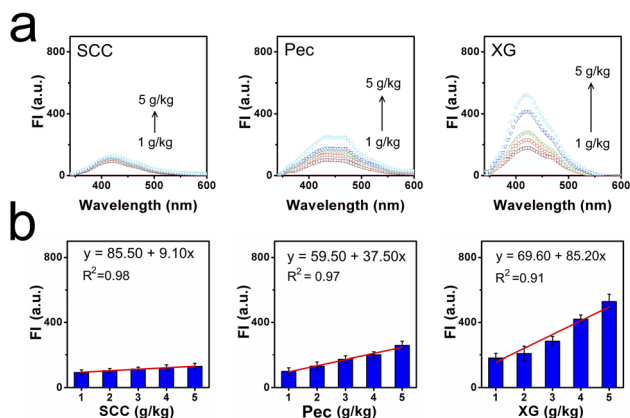 a
SCC
Pec
XG
FI (a.u.)
800
400
0
5 g/kg
1 g/kg
400
500
600
Wavelength (nm)
FI (a.u.)
800
400
0
5 g/kg
1 g/kg
400
500
600
Wavelength (nm)
FI (a.u.)
800
400
0
5 g/kg
1 g/kg
400
500
600
Wavelength (nm)
b
y = 85.50 + 9.10x
R²=0.98
FI (a.u.)
800
400
0
1 2 3 4 5
SCC (g/kg)
y = 59.50 + 37.50x
R² = 0.97
FI (a.u.)
800
400
0
1 2 3 4 5
Pec (g/kg)
y = 69.60 + 85.20x
R² =0.91
FI (a.u.)
800
400
0
1 2 3 4 5
XG (g/kg)